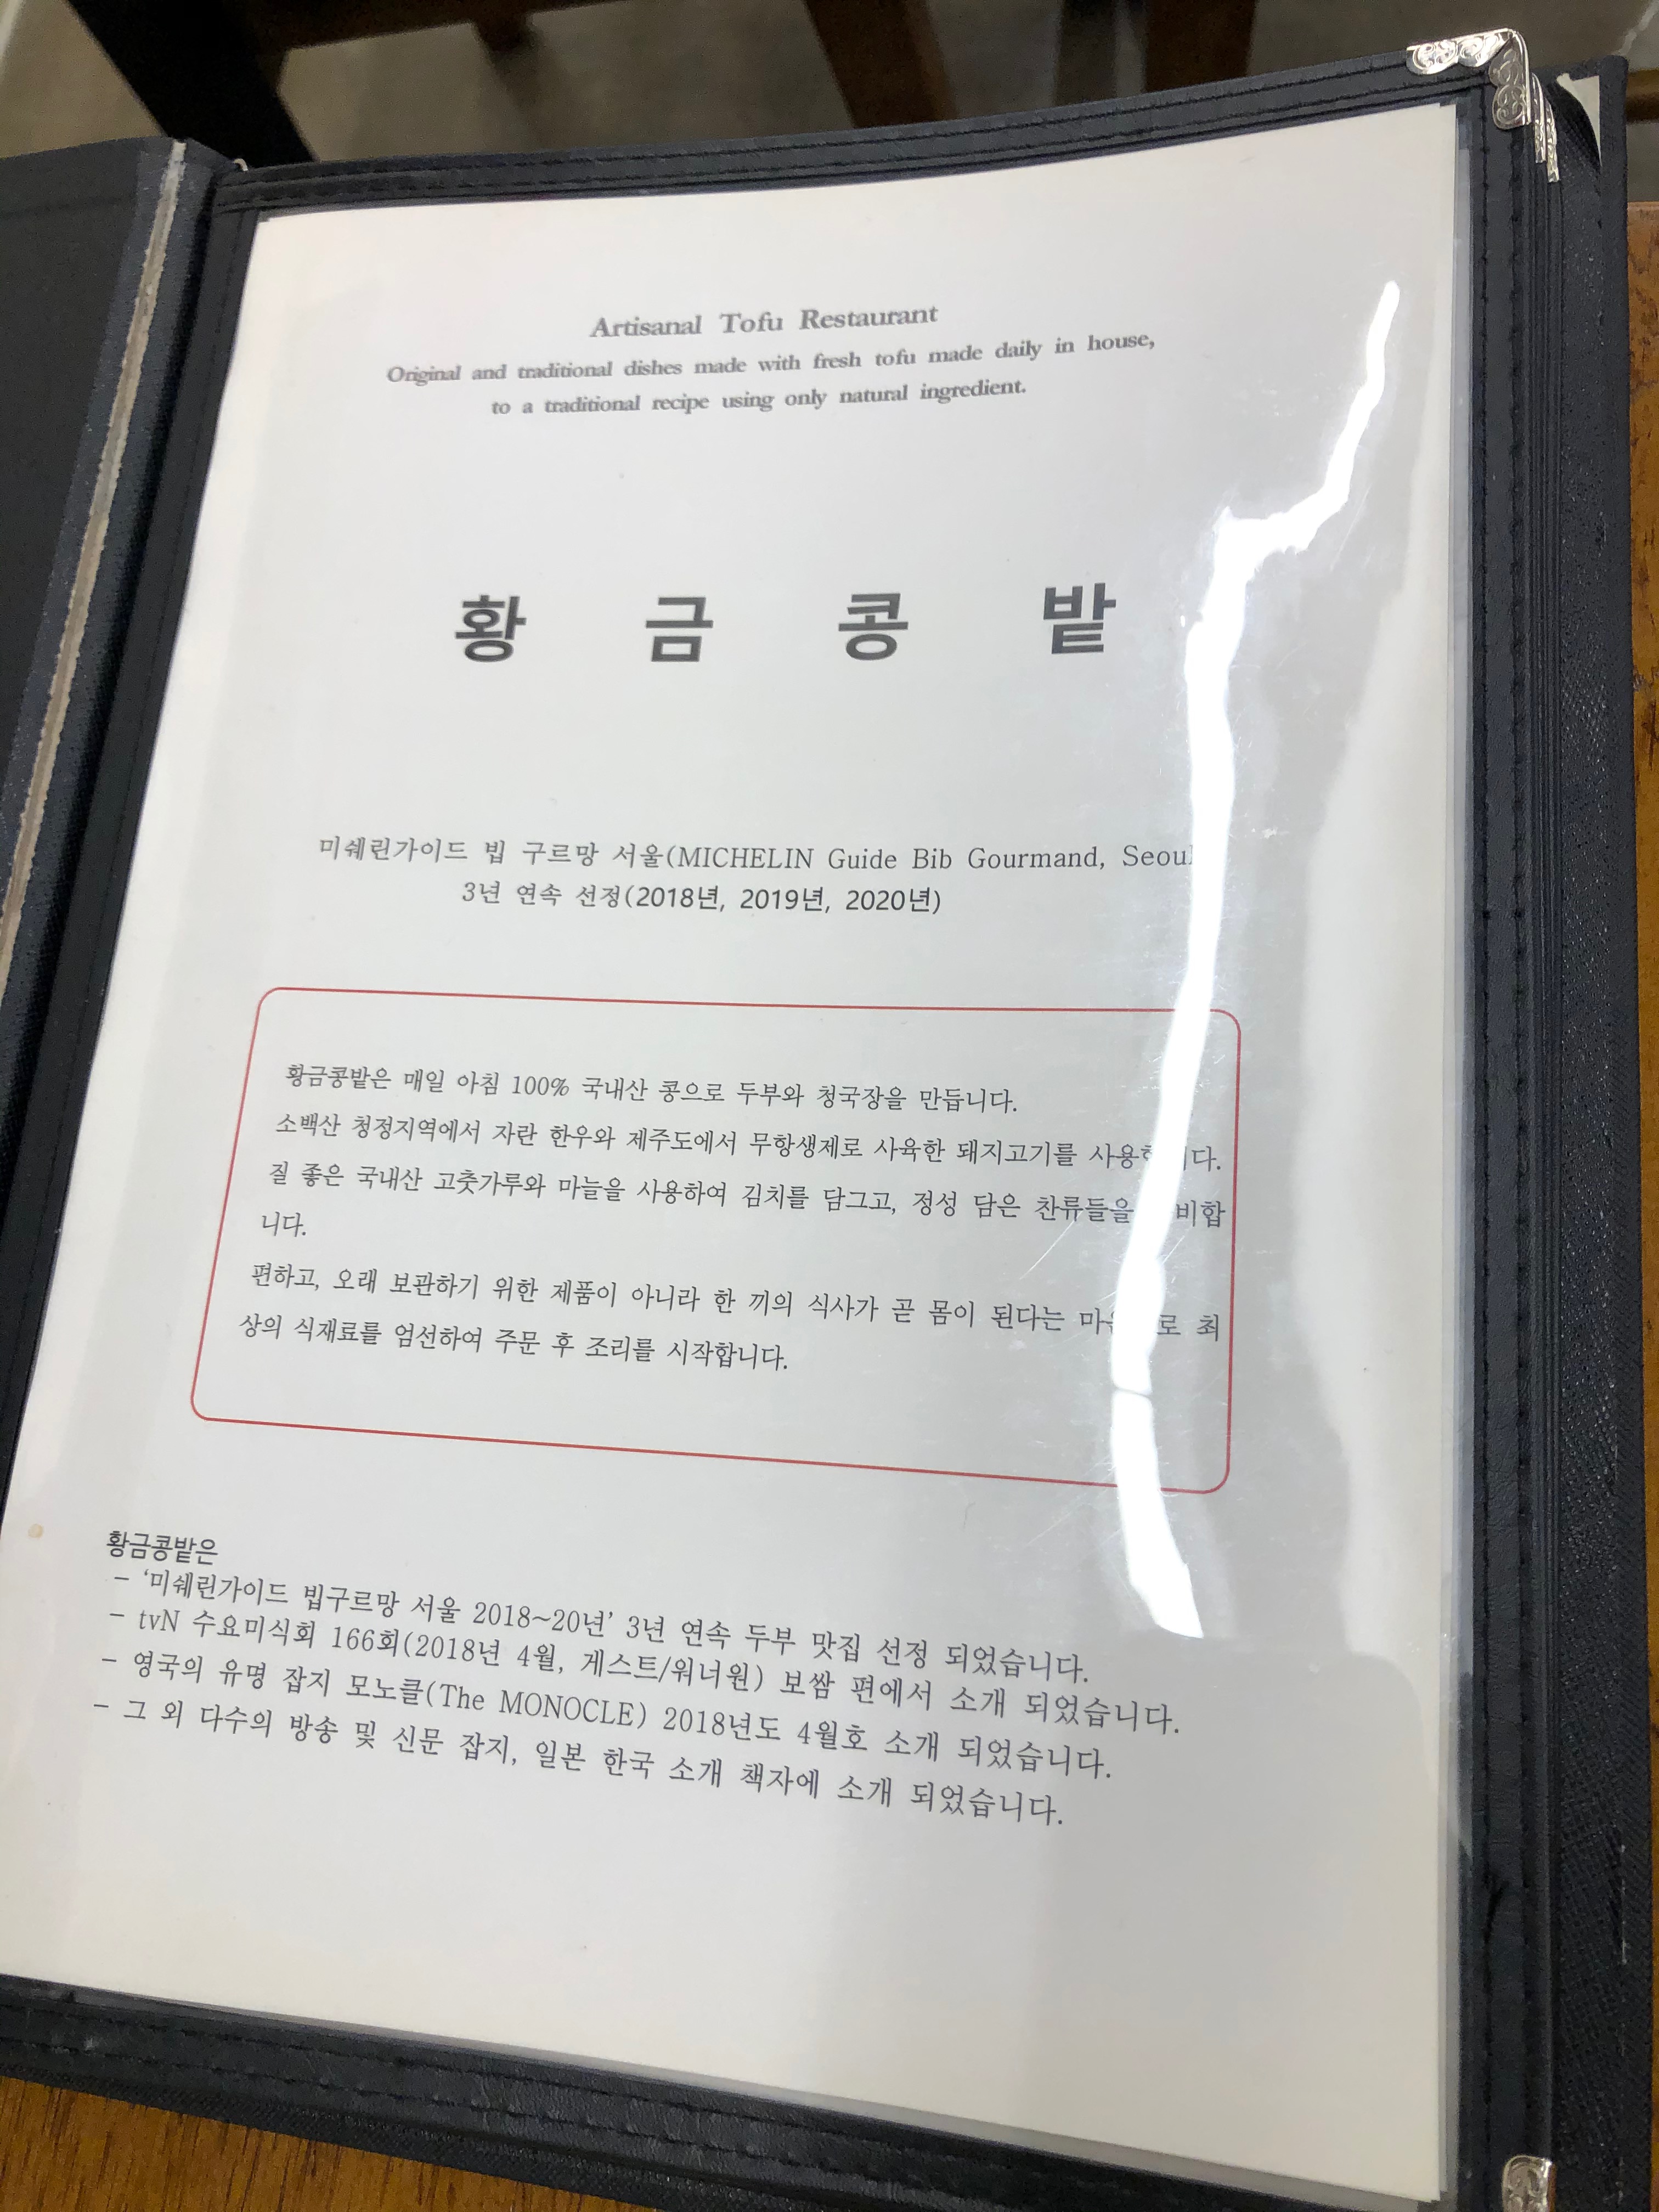 Artisanal Tofu Restaurant
Original and traditional dishes made with fresh tofu made daily in house,
to a traditional recipe using only natural ingredient.
황 금 콩 밭
미쉐린가이드 빕 구르망 서울(MICHELIN Guide Bib Gourmand, Seoul
3년 연속 선정(2018년, 2019년, 2020년)
황금콩밭은 매일 아침 100% 국내산 콩으로 두부와 청국장을 만듭니다.
소백산 청정지역에서 자란 한우와 제주도에서 무항생제로 사육한 돼지고기를
질 좋은 국내산 고춧가루와 마늘을 사용하여 김치를 담그고, 정성 담은 찬류들을 비합
니다.
편하고, 오래 보관하기 위한 제품이 아니라 한 끼의 식사가 곧 몸이 된다는 최
상의 식재료를 엄선하여 주문 후 조리를 시작합니다.
황금콩밭은
- '미쉐린가이드 빕구르망 서울 2018~20년' 3년 연속 두부 맛집 선정 되었습니다.
- tvN 수요미식회 166회(2018년 4월, 게스트/워너원) 보쌈 편에서 소개 되었습니다.
- 영국의 유명 잡지 모노클(The MONOCLE) 2018년도 4월호 소개 되었습니다.
- 그 외 다수의 방송 및 신문 잡지, 일본 한국 소개 책자에 소개 되었습니다.